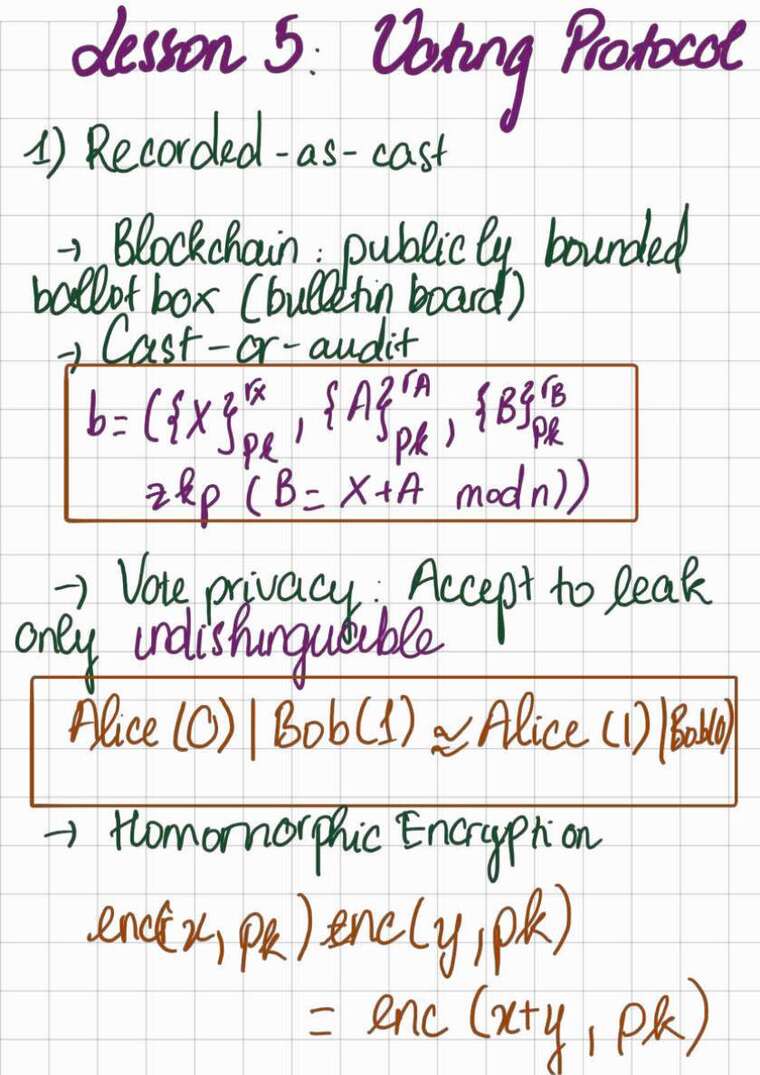 Lesson 5: Voting Protocol
1) Recorded-as-cast
→ Blockchain: publicly bounded
ballot box (bulletin board)
→ Cast-or-audit
b = ({X}_{pk}^{rx}, {A}_{pk}^{rA}, {B}_{pk}^{rB}
zkp (B = X+A mod n))
→ Vote privacy: Accept to leak
only indishinguisible
Alice (0) | Bob (1) ≈ Alice (1) | Bob(0)
→ Homomorphic Encryption
enc(x, pk) enc(y, pk)
= enc (x+y, pk)